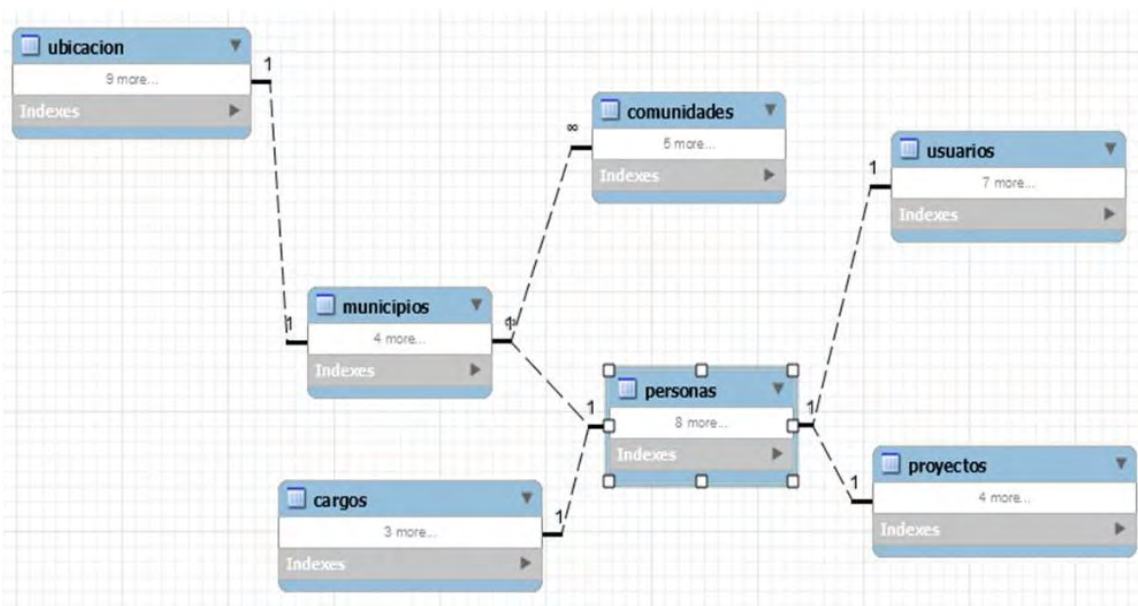 ubicacion
9 more...
Indexes
1
comunidades
∞
5 more...
Indexes
usuarios
1
7 more...
Indexes
municipios
1
4 more...
Indexes
personas
1
1
8 more...
Indexes
proyectos
1
4 more...
Indexes
cargos
1
3 more...
Indexes